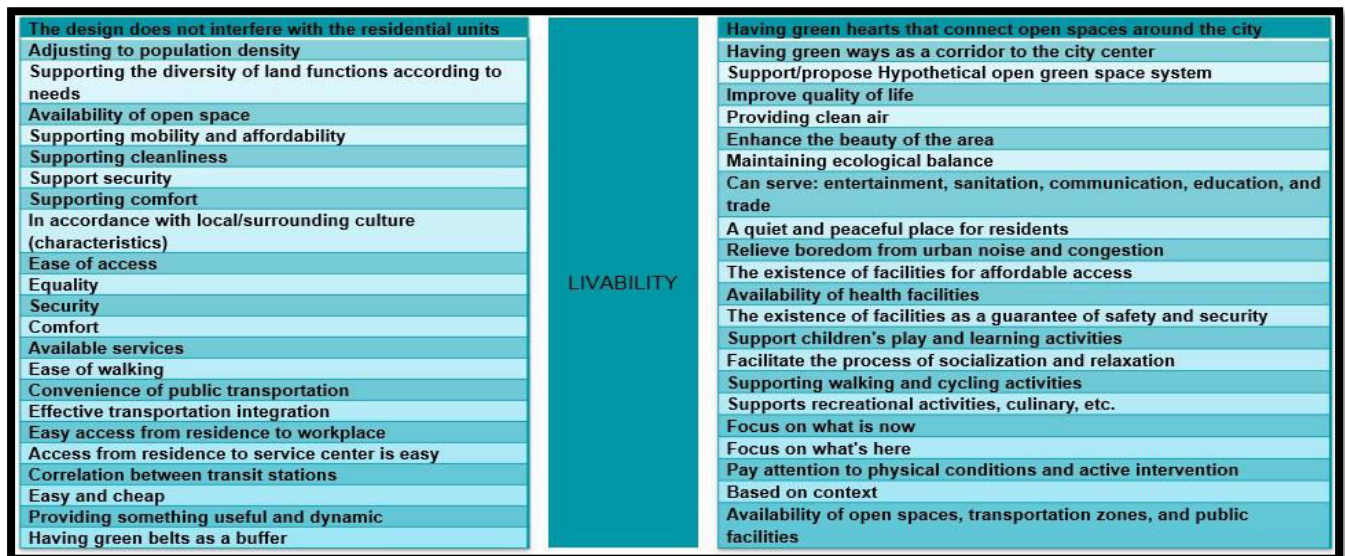 The design does not interfere with the residential units
Adjusting to population density
Supporting the diversity of land functions according to
needs
Availability of open space
Supporting mobility and affordability
Supporting cleanliness
Support security
Supporting comfort
In accordance with local/surrounding culture
(characteristics)
Ease of access
Equality
Security
Comfort
Available services
Ease of walking
Convenience of public transportation
Effective transportation integration
Easy access from residence to workplace
Access from residence to service center is easy
Correlation between transit stations
Easy and cheap
Providing something useful and dynamic
Having green belts as a buffer
LIVABILITY
Having green hearts that connect open spaces around the city
Having green ways as a corridor to the city center
Support/propose Hypothetical open green space system
Improve quality of life
Providing clean air
Enhance the beauty of the area
Maintaining ecological balance
Can serve: entertainment, sanitation, communication, education, and
trade
A quiet and peaceful place for residents
Relieve boredom from urban noise and congestion
The existence of facilities for affordable access
Availability of health facilities
The existence of facilities as a guarantee of safety and security
Support children's play and learning activities
Facilitate the process of socialization and relaxation
Supporting walking and cycling activities
Supports recreational activities, culinary, etc.
Focus on what is now
Focus on what's here
Pay attention to physical conditions and active intervention
Based on context
Availability of open spaces, transportation zones, and public
facilities